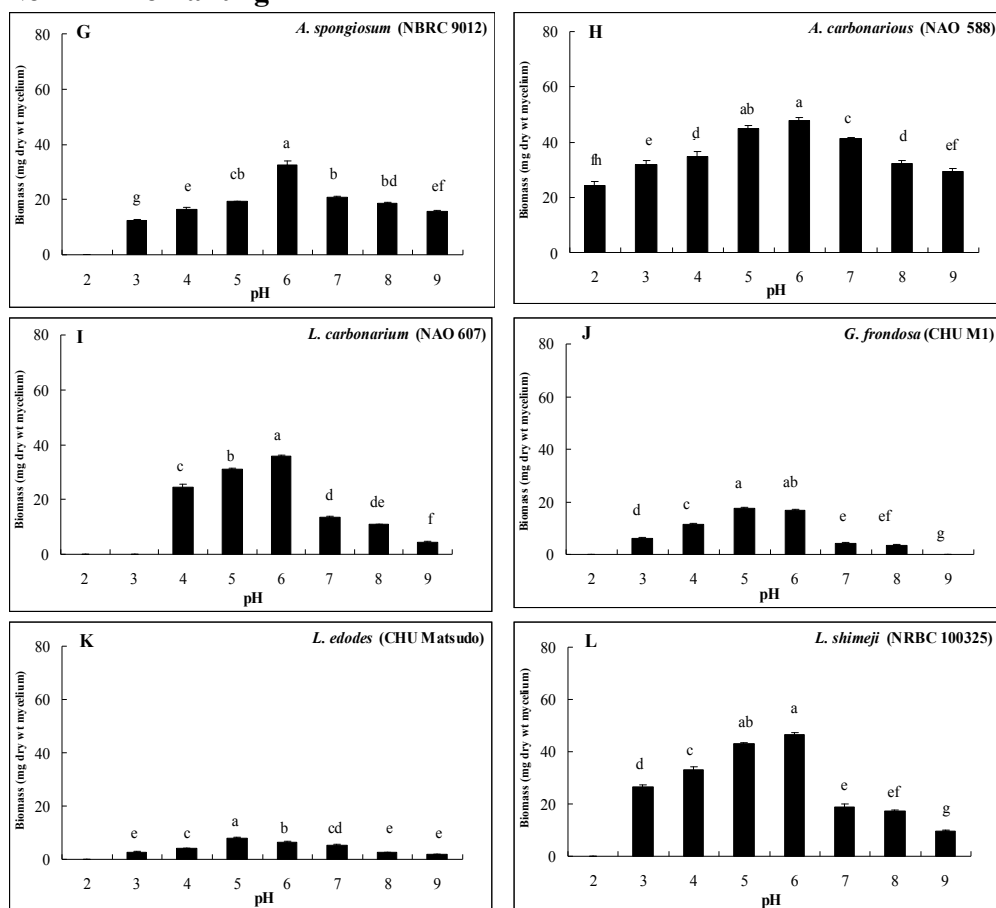 G
A. spongiosum (NBRC 9012)
Biomass (mg dry wt mycelium)
80
60
40
20
0
g
e
cb
a
b
bd
ef
2 3 4 5 6 7 8 9
pH
H
A. carbonarious (NAO 588)
Biomass (mg dry wt mycelium)
80
60
40
20
0
fh
e
d
ab
a
c
d
ef
2 3 4 5 6 7 8 9
pH
I
L. carbonarium (NAO 607)
Biomass (mg dry wt mycelium)
80
60
40
20
0
c
b
a
d
de
f
2 3 4 5 6 7 8 9
pH
J
G. frondosa (CHU M1)
Biomass (mg dry wt mycelium)
80
60
40
20
0
d
c
a
ab
e
ef
g
2 3 4 5 6 7 8 9
pH
K
L. edodes (CHU Matsudo)
Biomass (mg dry wt mycelium)
80
60
40
20
0
e
c
a
b
cd
e
e
2 3 4 5 6 7 8 9
pH
L
L. shimeji (NRBC 100325)
Biomass (mg dry wt mycelium)
80
60
40
20
0
d
c
ab
a
e
ef
g
2 3 4 5 6 7 8 9
pH